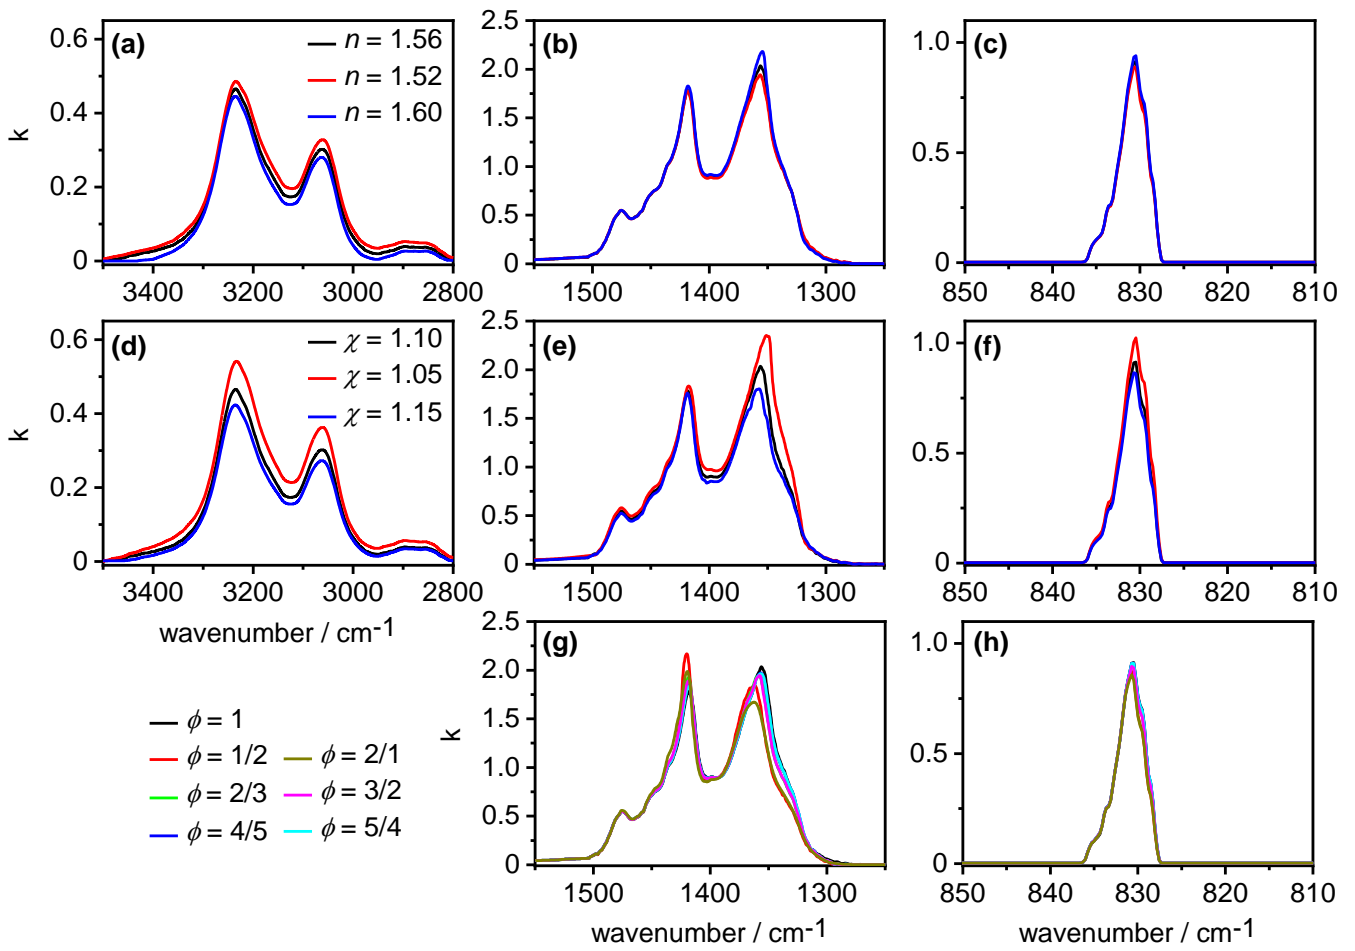 (a)
n = 1.56
n = 1.52
n = 1.60
0.6
0.4
0.2
0
k
3400 3200 3000 2800
(b)
2.5
2.0
1.5
1.0
0.5
0
1500 1400 1300
(c)
1.0
0.5
0
850 840 830 820 810
(d)
χ = 1.10
χ = 1.05
χ = 1.15
0.6
0.4
0.2
0
k
3400 3200 3000 2800
wavenumber / cm-1
(e)
2.5
2.0
1.5
1.0
0.5
0
1500 1400 1300
(f)
1.0
0.5
0
850 840 830 820 810
ϕ = 1
ϕ = 1/2 ϕ = 2/1
ϕ = 2/3 ϕ = 3/2
ϕ = 4/5 ϕ = 5/4
(g)
2.5
2.0
1.5
1.0
0.5
0
k
1500 1400 1300
wavenumber / cm-1
(h)
1.0
0.5
0
850 840 830 820 810
wavenumber / cm-1